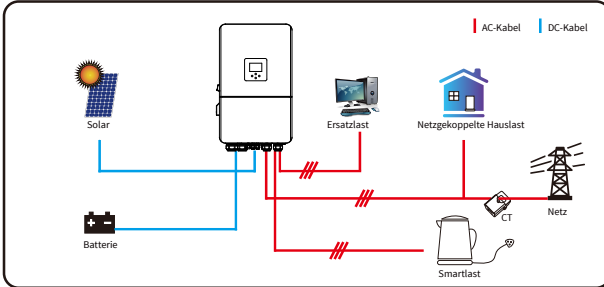 AC-Kabel DC-Kabel
Solar
Ersatzlast
Netzgekoppelte Hauslast
CT
Netz
Batterie
Smartlast